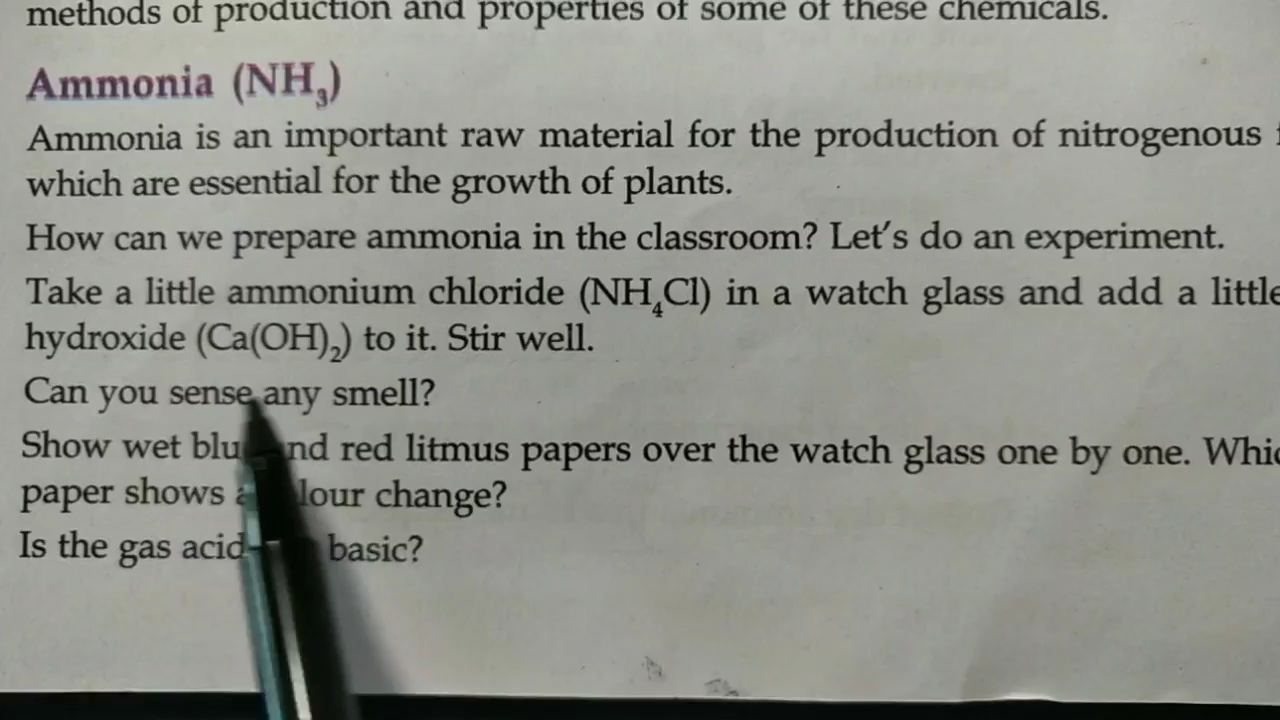 methods of production and properties of some of these chemicals.
Ammonia (NH₃)
Ammonia is an important raw material for the production of nitrogenous
which are essential for the growth of plants.
How can we prepare ammonia in the classroom? Let's do an experiment.
Take a little ammonium chloride (NH₄Cl) in a watch glass and add a little
hydroxide (Ca(OH)₂) to it. Stir well.
Can you sense any smell?
Show wet nd red litmus papers over the watch glass one by one.
paper shows lour change?
Is the gas basic?